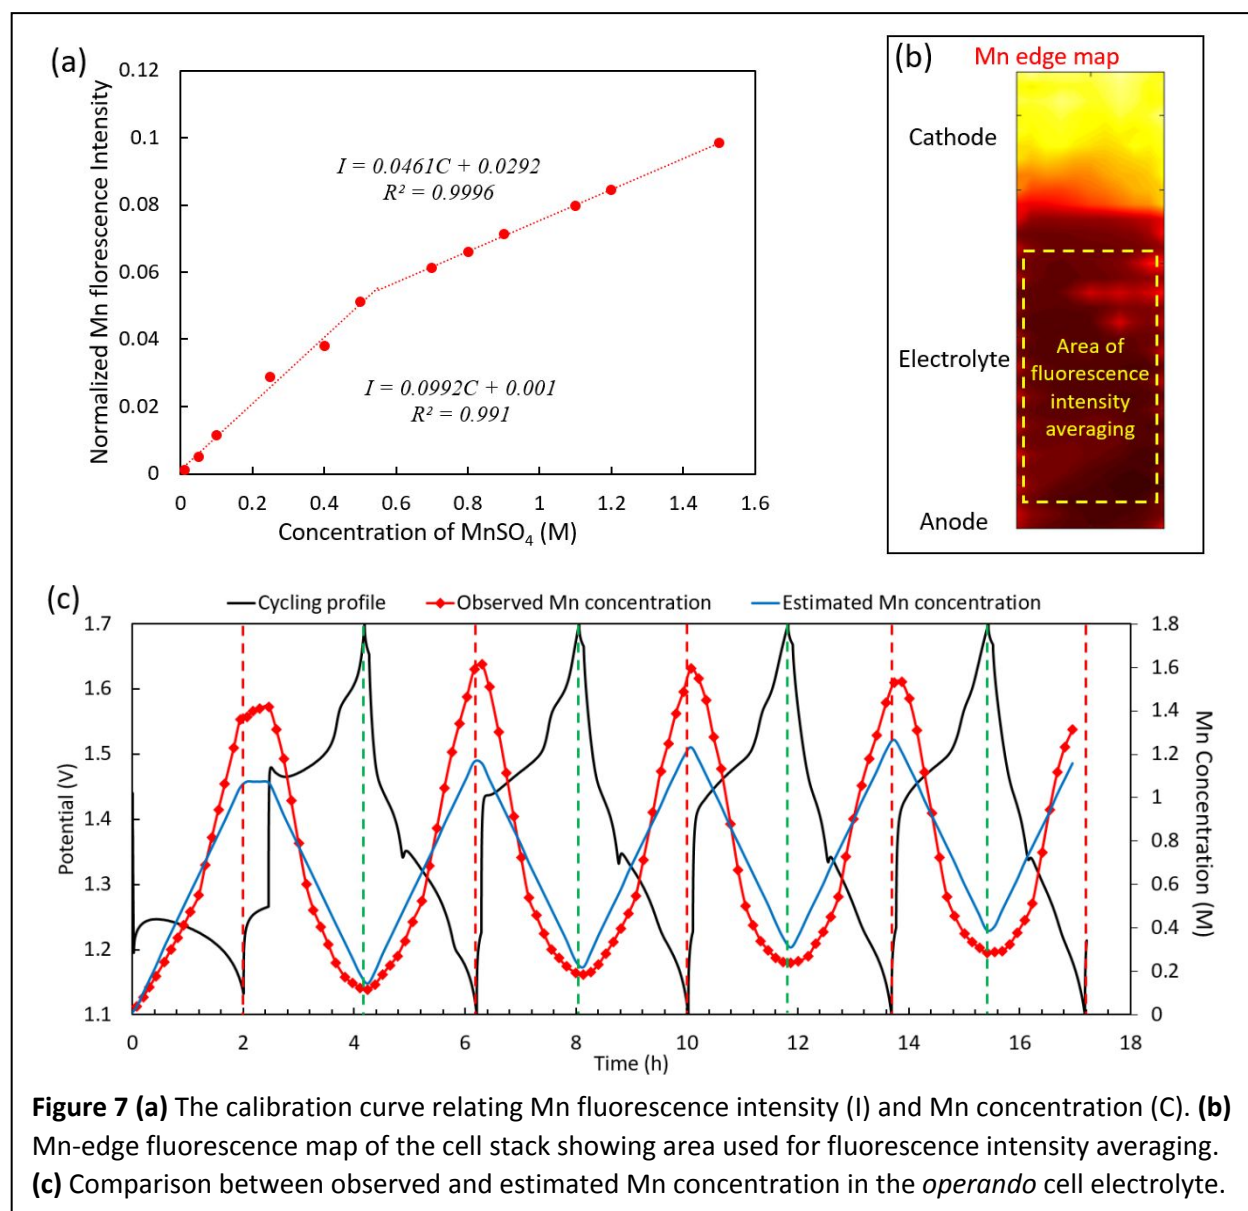 (a)
Normalized Mn florescence Intensity
0.12
0.1
0.08
0.06
0.04
0.02
0
I = 0.0461C + 0.0292
R² = 0.9996
I = 0.0992C + 0.001
R² = 0.991
0 0.2 0.4 0.6 0.8 1 1.2 1.4 1.6
Concentration of MnSO₄ (M)
(b)
Mn edge map
Cathode
Electrolyte
Area of
fluorescence
intensity
averaging
Anode
(c)
Cycling profile Observed Mn concentration Estimated Mn concentration
Potential (V)
1.7
1.6
1.5
1.4
1.3
1.2
1.1
1.8
1.6
1.4
1.2
1
0.8
0.6
0.4
0.2
0
Mn Concentration (M)
0 2 4 6 8 10 12 14 16 18
Time (h)
Figure 7 (a) The calibration curve relating Mn fluorescence intensity (I) and Mn concentration (C). (b)
Mn-edge fluorescence map of the cell stack showing area used for fluorescence intensity averaging.
(c) Comparison between observed and estimated Mn concentration in the operando cell electrolyte.